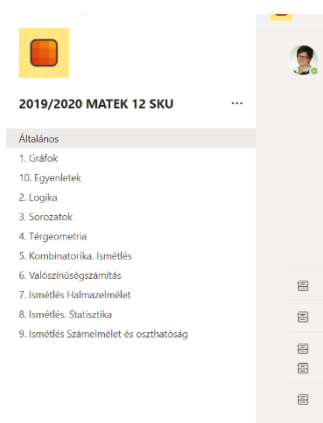 2019/2020 MATEK 12 SKU ...
Általános
1. Gráfok
10. Egyenletek
2. Logika
3. Sorozatok
4. Térgeometria
5. Kombinatorika. Ismétlés
6. Valószínűségszámítás
7. Ismétlés Halmazelmélet
8. Ismétlés. Statisztika
9. Ismétlés Számelmélet és oszthatóság